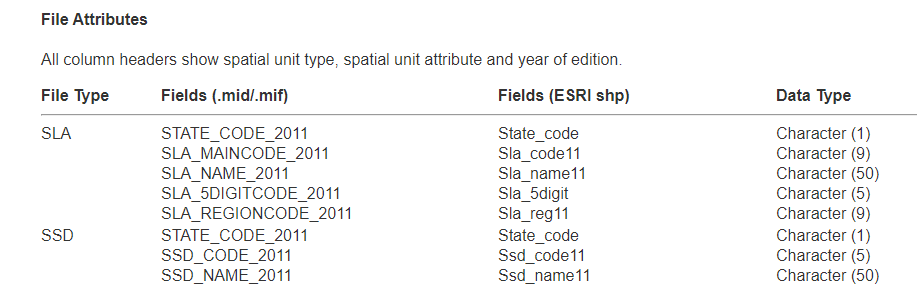 File Attributes
All column headers show spatial unit type, spatial unit attribute and year of edition.
File Type Fields (.mid/.mif) Fields (ESRI shp) Data Type
SLA STATE_CODE_2011 State_code Character (1)
SLA_MAINCODE_2011 Sla_code11 Character (9)
SLA_NAME_2011 Sla_name11 Character (50)
SLA_5DIGITCODE_2011 Sla_5digit Character (5)
SLA_REGIONCODE_2011 Sla_reg11 Character (9)
SSD STATE_CODE_2011 State_code Character (1)
SSD_CODE_2011 Ssd_code11 Character (5)
SSD_NAME_2011 Ssd_name11 Character (50)